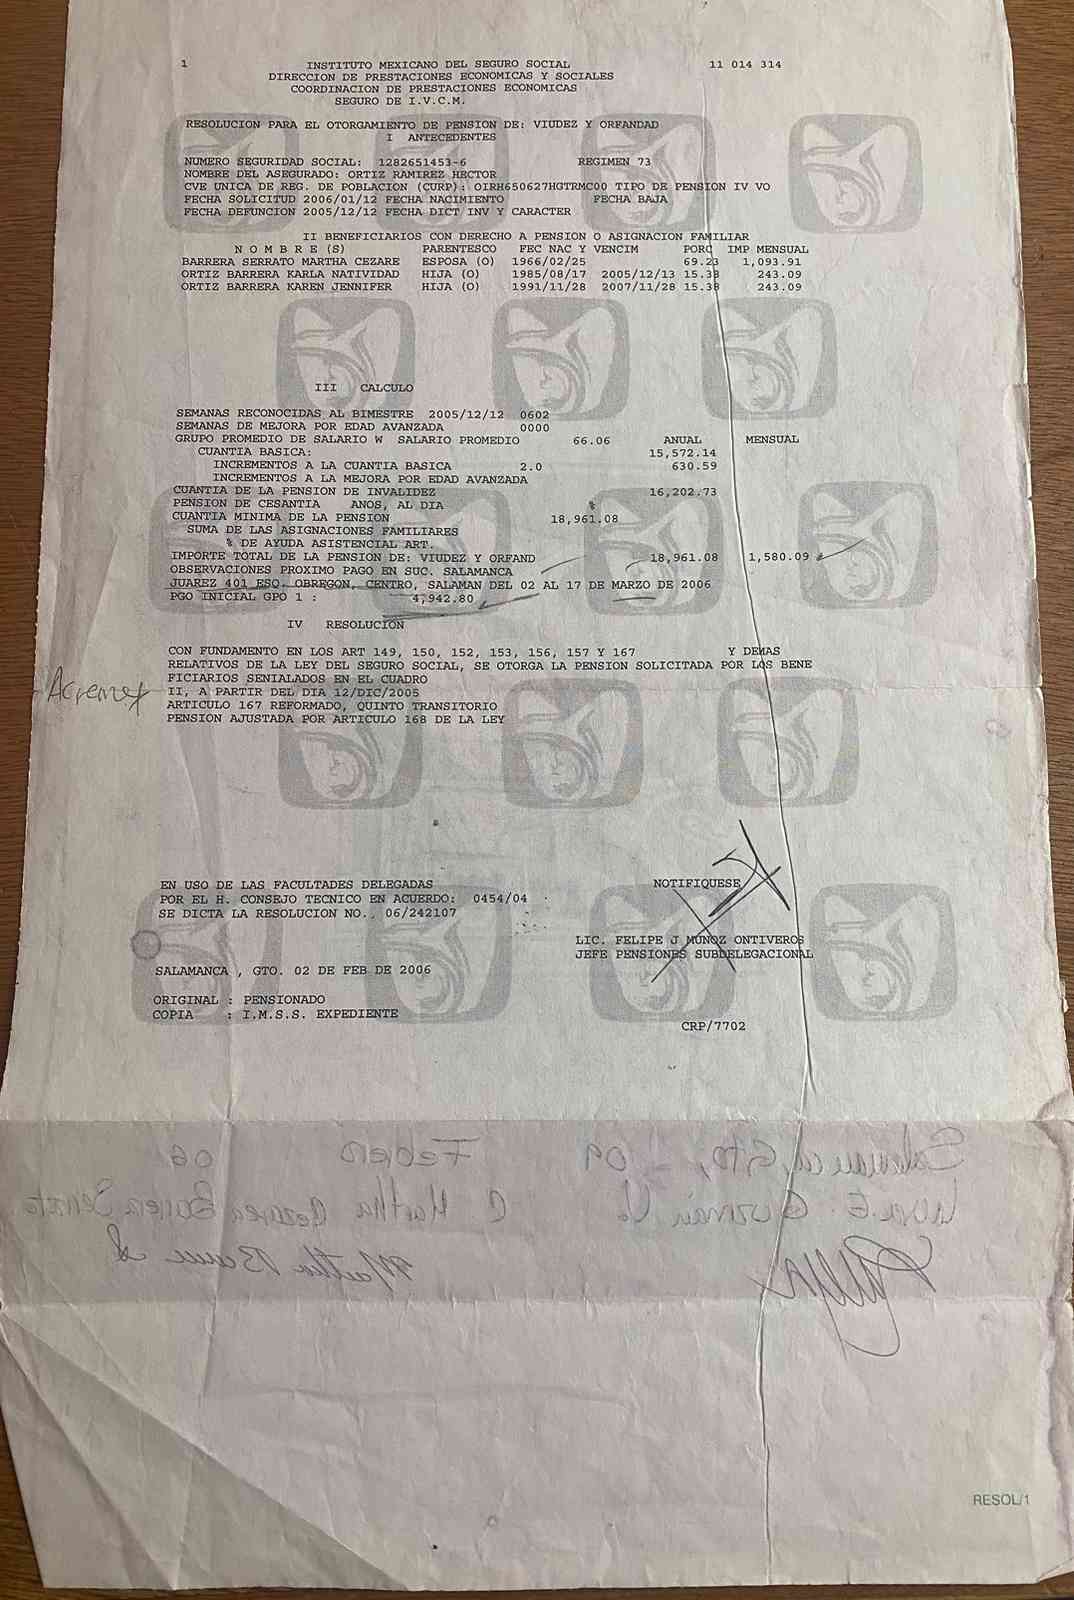 1 INSTITUTO MEXICANO DEL SEGURO SOCIAL 11 014 314
DIRECCION DE PRESTACIONES ECONOMICAS Y SOCIALES
COORDINACION DE PRESTACIONES ECONOMICAS
SEGURO DE I.V.C.M.
RESOLUCION PARA EL OTORGAMIENTO DE PENSION DE: VIUDEZ Y ORFANDAD
I ANTECEDENTES
NUMERO SEGURIDAD SOCIAL: 1282651453-6 REGIMEN 73
NOMBRE DEL ASEGURADO: ORTIZ RAMIREZ HECTOR
CVE UNICA DE REG. DE POBLACION (CURP): OIRH650627HGTRMC00 TIPO DE PENSION IV VO
FECHA SOLICITUD 2006/01/12 FECHA NACIMIENTO FECHA BAJA
FECHA DEFUNCION 2005/12/12 FECHA DICT INV Y CARACTER
II BENEFICIARIOS CON DERECHO A PENSION O ASIGNACION FAMILIAR
N O M B R E (S) PARENTESCO FEC NAC Y VENCIM PORC IMP MENSUAL
BARRERA SERRATO MARTHA CEZARE ESPOSA (O) 1966/02/25 69.23 1,093.91
ORTIZ BARRERA KARLA NATIVIDAD HIJA (O) 1985/08/17 2005/12/13 15.38 243.09
ORTIZ BARRERA KAREN JENNIFER HIJA (O) 1991/11/28 2007/11/28 15.38 243.09
III CALCULO
SEMANAS RECONOCIDAS AL BIMESTRE 2005/12/12 0602
SEMANAS DE MEJORA POR EDAD AVANZADA 0000
GRUPO PROMEDIO DE SALARIO W SALARIO PROMEDIO 66.06 ANUAL MENSUAL
CUANTIA BASICA: 15,572.14
INCREMENTOS A LA CUANTIA BASICA 2.0 630.59
INCREMENTOS A LA MEJORA POR EDAD AVANZADA
CUANTIA DE LA PENSION DE INVALIDEZ 16,202.73
PENSION DE CESANTIA ANOS, AL DIA %
CUANTIA MINIMA DE LA PENSION 18,961.08
SUMA DE LAS ASIGNACIONES FAMILIARES
% DE AYUDA ASISTENCIAL ART.
IMPORTE TOTAL DE LA PENSION DE: VIUDEZ Y ORFAND 18,961.08 1,580.09
OBSERVACIONES PROXIMO PAGO EN SUC. SALAMANCA
JUAREZ 401 ESQ. OBREGON, CENTRO, SALAMAN DEL 02 AL 17 DE MARZO DE 2006
PGO INICIAL GPO 1 : 4,942.80
IV RESOLUCION
CON FUNDAMENTO EN LOS ART 149, 150, 152, 153, 156, 157 Y 167 Y DEMAS
RELATIVOS DE LA LEY DEL SEGURO SOCIAL, SE OTORGA LA PENSION SOLICITADA POR LOS BENE
FICIARIOS SENIALADOS EN EL CUADRO
II, A PARTIR DEL DIA 12/DIC/2005
ARTICULO 167 REFORMADO, QUINTO TRANSITORIO
PENSION AJUSTADA POR ARTICULO 168 DE LA LEY
EN USO DE LAS FACULTADES DELEGADAS NOTIFIQUESE
POR EL H. CONSEJO TECNICO EN ACUERDO: 0454/04
SE DICTA LA RESOLUCION NO.. 06/242107
LIC. FELIPE J MUÑOZ ONTIVEROS
JEFE PENSIONES SUBDELEGACIONAL
SALAMANCA , GTO. 02 DE FEB DE 2006
ORIGINAL : PENSIONADO
COPIA : I.M.S.S. EXPEDIENTE
CRP/7702
Salamanca, Gto, 09 Febrero 06
C Martha Barrera Serrato
Martha
RESOL/1